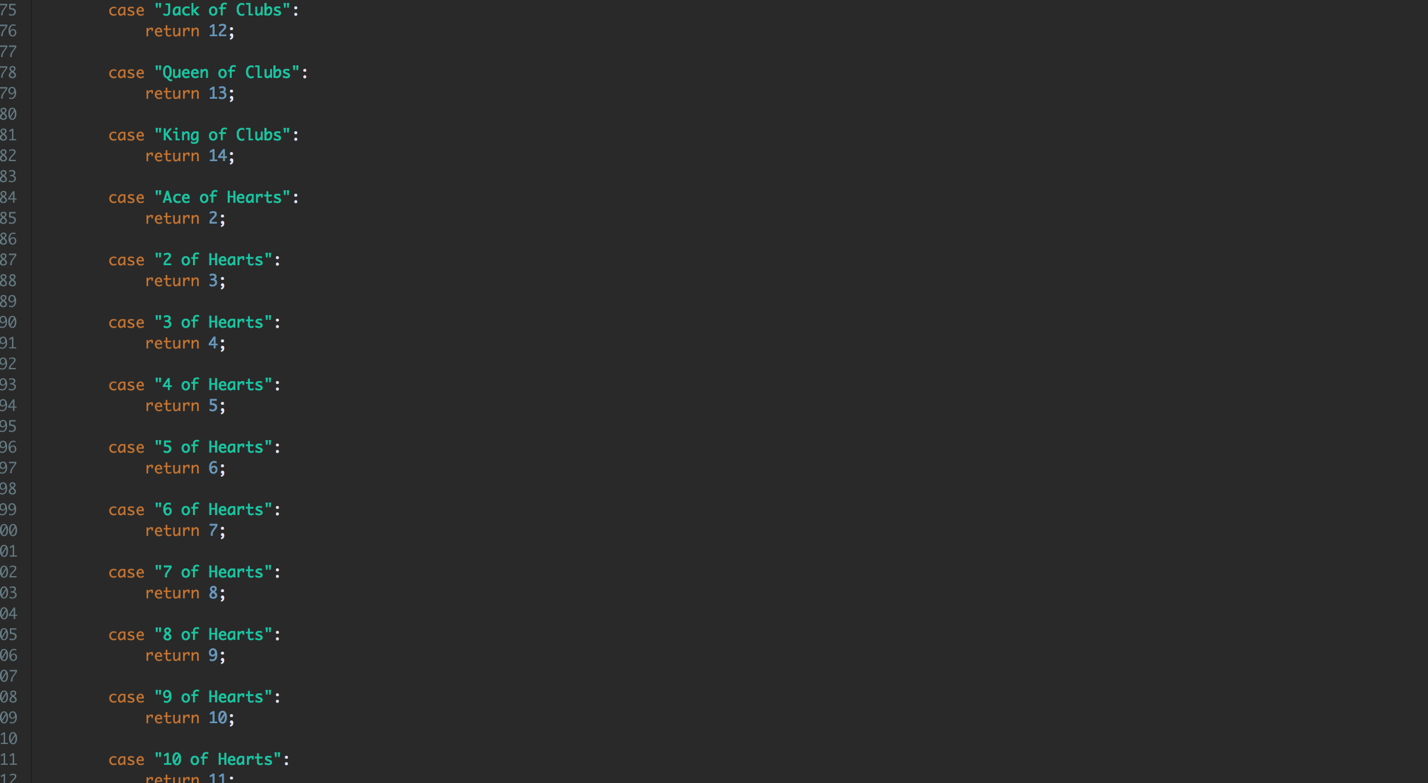 75 case "Jack of Clubs":
76 return 12;
77
78 case "Queen of Clubs":
79 return 13;
80
81 case "King of Clubs":
82 return 14;
83
84 case "Ace of Hearts":
85 return 2;
86
87 case "2 of Hearts":
88 return 3;
89
90 case "3 of Hearts":
91 return 4;
92
93 case "4 of Hearts":
94 return 5;
95
96 case "5 of Hearts":
97 return 6;
98
99 case "6 of Hearts":
00 return 7;
01
02 case "7 of Hearts":
03 return 8;
04
05 case "8 of Hearts":
06 return 9;
07
08 case "9 of Hearts":
09 return 10;
10
11 case "10 of Hearts":
12 return 11;